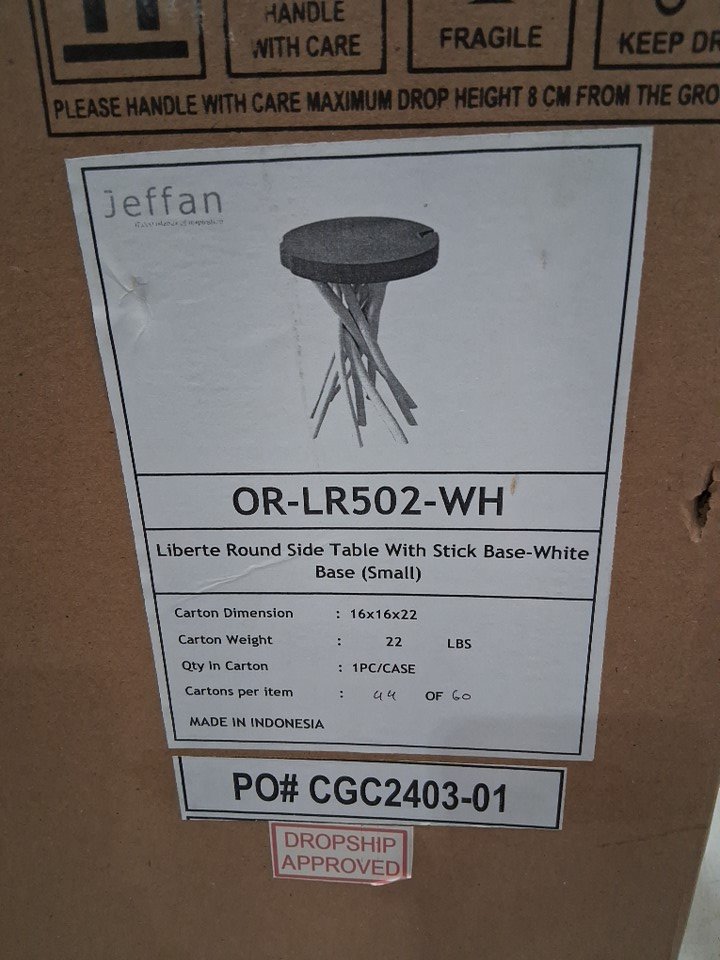 HANDLE
WITH CARE
FRAGILE
KEEP DR
PLEASE HANDLE WITH CARE MAXIMUM DROP HEIGHT 8 CM FROM THE GRO
jeffan
OR-LR502-WH
Liberte Round Side Table With Stick Base-White
Base (Small)
Carton Dimension : 16x16x22
Carton Weight : 22 LBS
Qty In Carton : 1PC/CASE
Cartons per item : 44 OF 60
MADE IN INDONESIA
PO# CGC2403-01
DROPSHIP
APPROVED